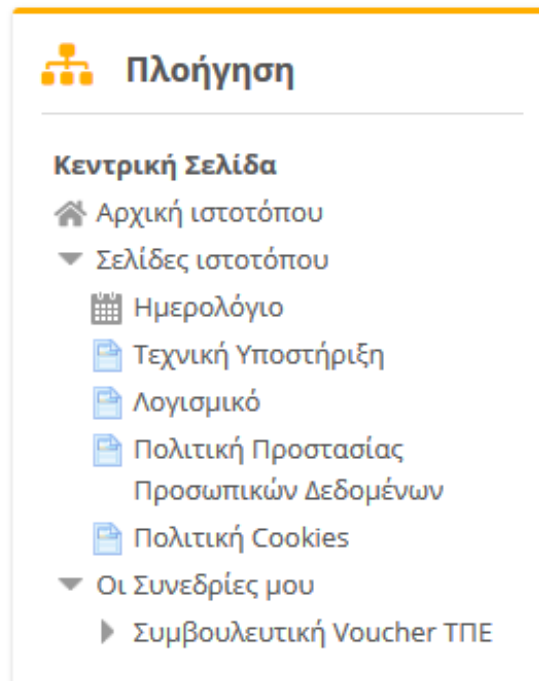 Πλοήγηση
Κεντρική Σελίδα
Αρχική ιστοτόπου
Σελίδες ιστοτόπου
Ημερολόγιο
Τεχνική Υποστήριξη
Λογισμικό
Πολιτική Προστασίας
Προσωπικών Δεδομένων
Πολιτική Cookies
Οι Συνεδρίες μου
Συμβουλευτική Voucher ΤΠΕ